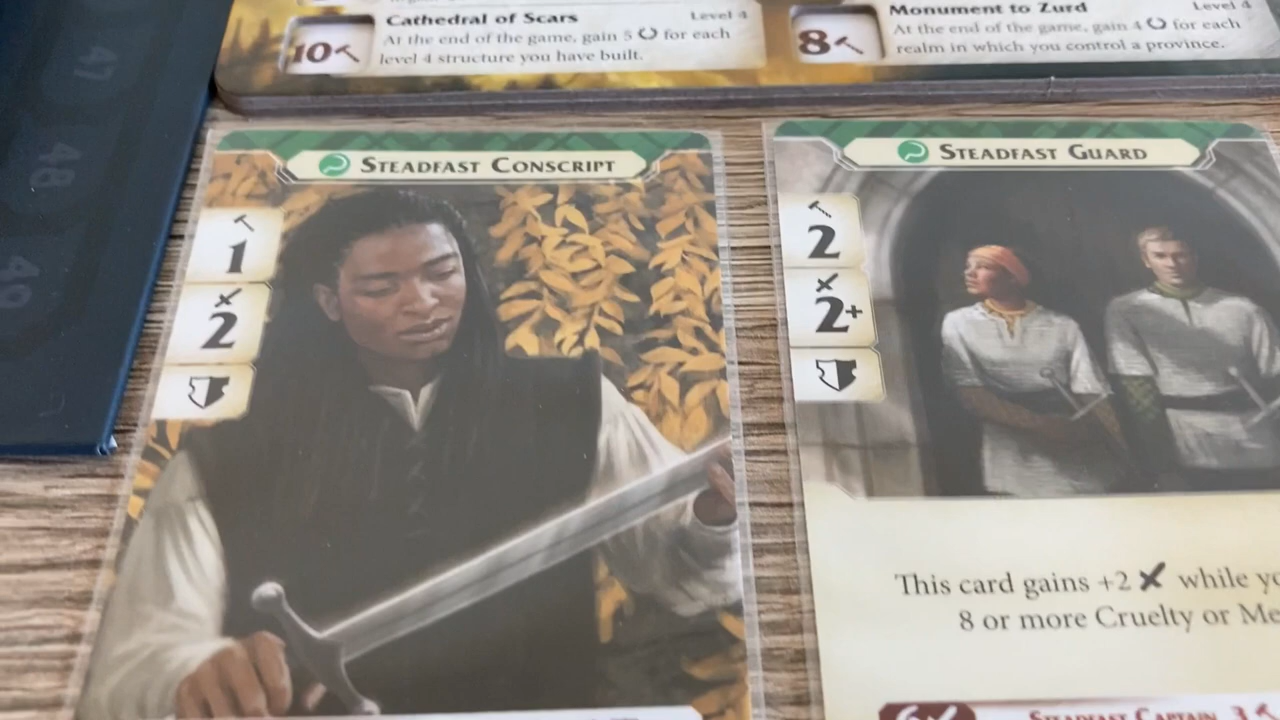 Cathedral of Scars Level 4
10 At the end of the game, gain 5 for each
level 4 structure you have built.
Monument to Zurd Level 4
8 At the end of the game, gain 4 for each
realm in which you control a province.
47
48
49
STEADFAST CONSCRIPT
1
2
STEADFAST GUARD
2
2+
This card gains +2 while
8 or more Cruelty or
STEADFAST CAPTAIN 3